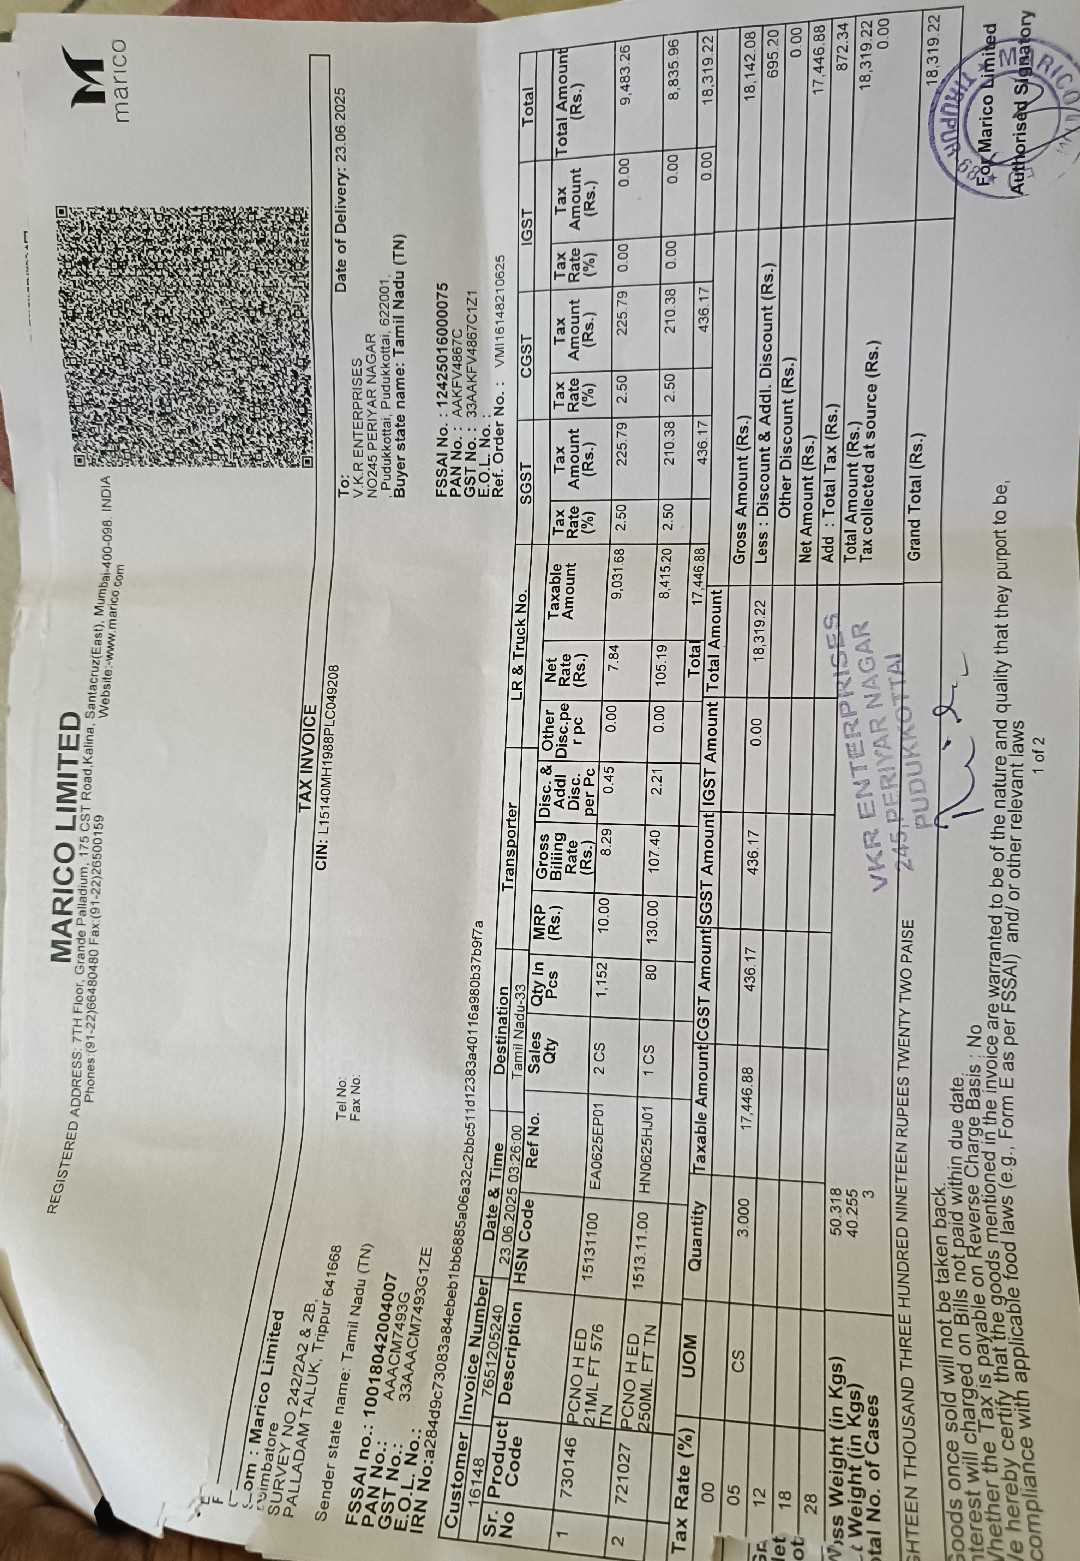 MARICO LIMITED
REGISTERED ADDRESS: 7TH Floor, Grande Palladium, 175 CST Road,Kalina, Santacruz(East), Mumbai-400-098. INDIA
Phones:(91-22)66480480 Fax:(91-22)26500159 Website:-www.marico.com
marico
TAX INVOICE
CIN: L15140MH1988PLC049208
Date of Delivery: 23.06.2025
: Marico Limited
SURVEY NO 242/2A2 & 2B,
PALLADAM TALUK, Trippur 641668
Sender state name: Tamil Nadu (TN)
FSSAI no.: 10018042004007
PAN No.: AAACM7493G
GST No.: 33AAACM7493G1ZE
E.O.L. No.:
IRN No:a284d9c73083a84ebeb1bb6885a06a32c2bbc511d12383a40116a980b37b9f7a
Tel No:
Fax No:
To:
V.K.R ENTERPRISES
NO245 PERIYAR NAGAR
, Pudukkottai, Pudukkottai, 622001,
Buyer state name: Tamil Nadu (TN)
FSSAI No. : 12425016000075
PAN No. : AAKFV4867C
GST No. : 33AAKFV4867C1Z1
E.O.L. No. :
Ref. Order No. : VMI16148210625
Customer Invoice Number Date & Time Destination Transporter LR & Truck No.
16148 7651205240 23.06.2025 03:26:00 Tamil Nadu-33
SGST CGST IGST Total
Sr. No Product Code Description HSN Code Ref No. Sales Qty Qty In Pcs MRP (Rs.) Gross Billing Rate (Rs.) Disc. & Addl Disc. per Pc Other Disc.pe r pc Net Rate (Rs.) Taxable Amount Tax Rate (%) Tax Amount (Rs.) Tax Rate (%) Tax Amount (Rs.) Tax Rate (%) Tax Amount (Rs.) Total Amount (Rs.)
1 730146 PCNO H ED 21ML FT 576 TN 15131100 EA0625EP01 2 CS 1,152 10.00 8.29 0.45 0.00 7.84 9,031.68 2.50 225.79 2.50 225.79 0.00 0.00 9,483.26
2 721027 PCNO H ED 250ML FT TN 1513.11.00 HN0625HJ01 1 CS 80 130.00 107.40 2.21 0.00 105.19 8,415.20 2.50 210.38 2.50 210.38 0.00 0.00 8,835.96
Total 17,446.88 436.17 436.17 0.00 18,319.22
Tax Rate (%) UOM Quantity Taxable Amount CGST Amount SGST Amount IGST Amount Total Amount
00
05 CS 3.000 17,446.88 436.17 436.17 0.00 18,319.22
12
18
28
Gross Amount (Rs.) 18,142.08
Less : Discount & Addl. Discount (Rs.) 695.20
Other Discount (Rs.) 0.00
Net Amount (Rs.) 17,446.88
Add : Total Tax (Rs.) 872.34
Total Amount (Rs.) 18,319.22
Tax collected at source (Rs.) 0.00
Weight (in Kgs) 50.318
Weight (in Kgs) 40.255
No. of Cases 3
VKR ENTERPRISES
245,PERIYAR NAGAR
PUDUKKOTTAI
THOUSAND THREE HUNDRED NINETEEN RUPEES TWENTY TWO PAISE
Grand Total (Rs.) 18,319.22
once sold will not be taken back.
will charged on Bills not paid within due date.
the Tax is payable on Reverse Charge Basis : No
hereby certify that the goods mentioned in the invoice are warranted to be of the nature and quality that they purport to be,
compliance with applicable food laws (e.g., Form E as per FSSAI) and/ or other relevant laws
1 of 2
For Marico Limited
Authorised Signatory
TIRUPUR